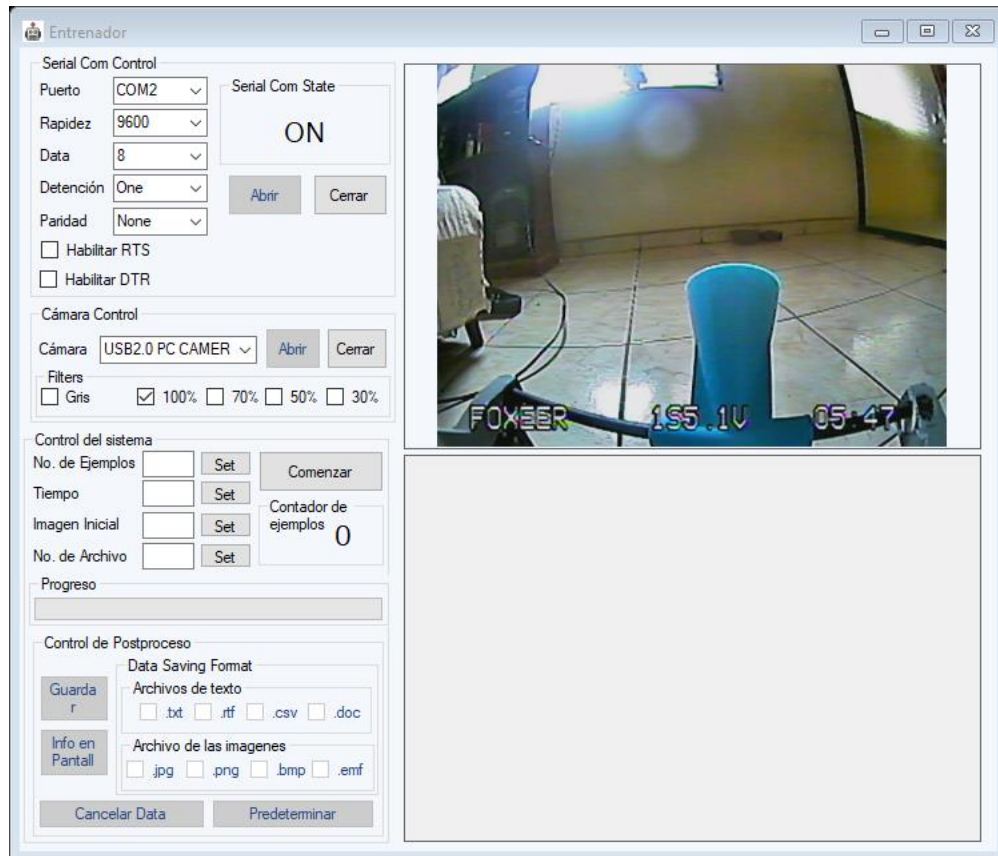 Entrenador
Serial Com Control
Puerto COM2
Rapidez 9600
Data 8
Detención One
Paridad None
Habilitar RTS
Habilitar DTR
Serial Com State
ON
Abrir Cerrar
Cámara Control
Cámara USB2.0 PC CAMER Abrir Cerrar
Filters
Gris 100% 70% 50% 30%
Control del sistema
No. de Ejemplos Set
Tiempo Set
Imagen Inicial Set
No. de Archivo Set
Comenzar
Contador de
ejemplos 0
Progreso
Control de Postproceso
Guarda
r
Info en
Pantall
Data Saving Format
Archivos de texto
.txt .rtf .csv .doc
Archivo de las imagenes
.jpg .png .bmp .emf
Cancelar Data Predeterminar
FOXEER 1S5.1V 05:47